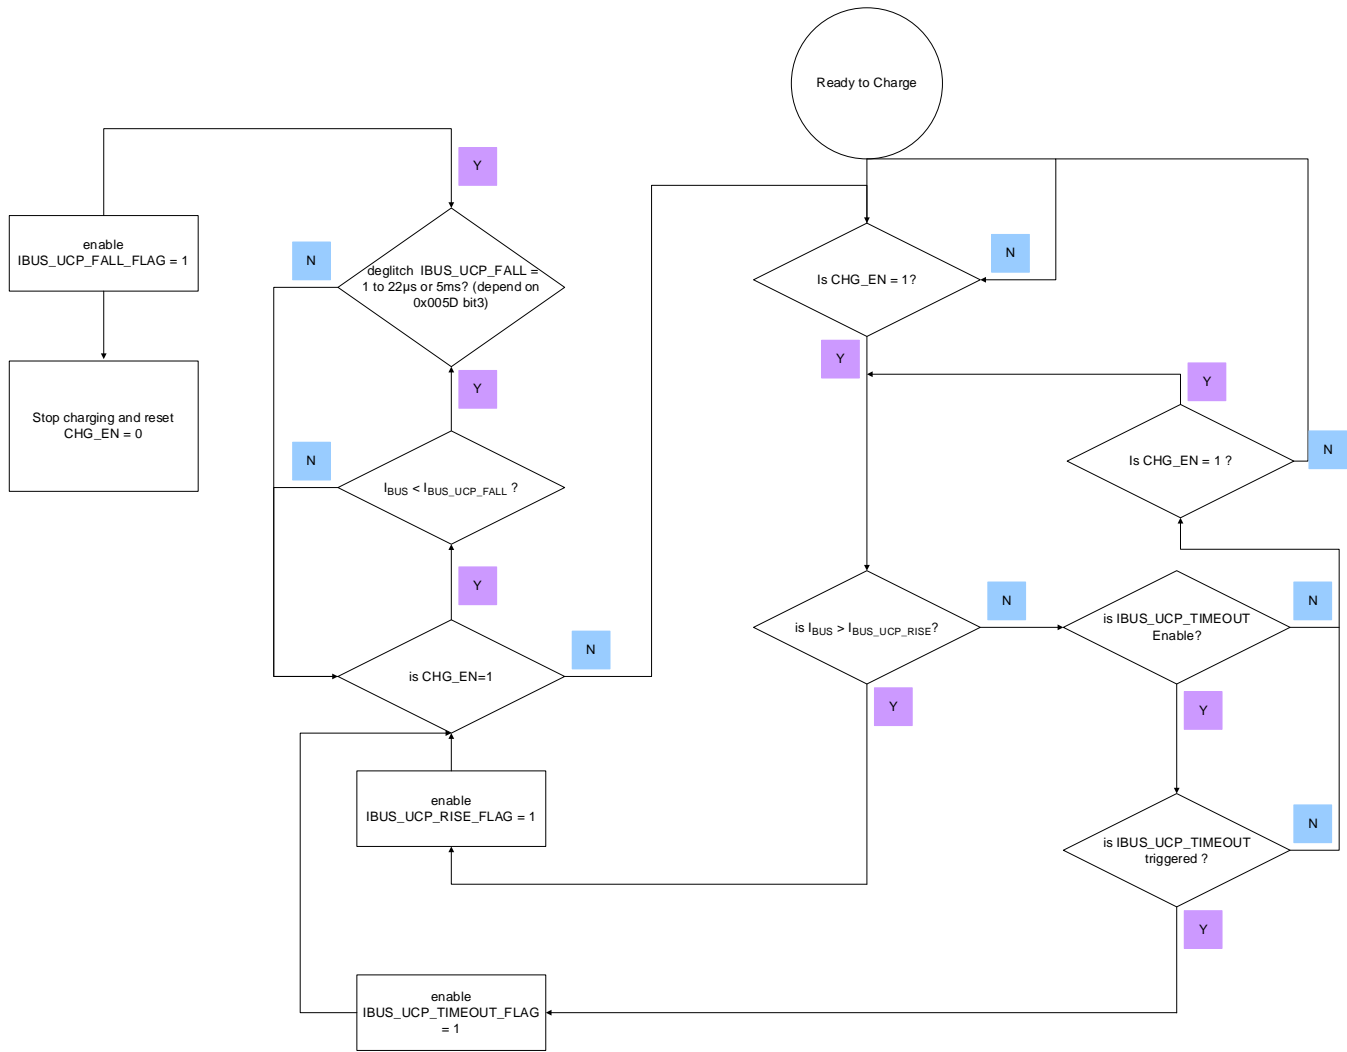 Ready to Charge
Y
enable
IBUS_UCP_FALL_FLAG = 1
N
deglitch IBUS_UCP_FALL =
1 to 22µs or 5ms? (depend on
0x005D bit3)
N
Is CHG_EN = 1?
Y
Y
Y
Stop charging and reset
CHG_EN = 0
N
IBUS < IBUS_UCP_FALL ?
Is CHG_EN = 1 ?
N
Y
N
is IBUS > IBUS_UCP_RISE?
N
is IBUS_UCP_TIMEOUT
Enable?
N
is CHG_EN=1
N
Y
Y
enable
IBUS_UCP_RISE_FLAG = 1
is IBUS_UCP_TIMEOUT
triggered ?
N
Y
enable
IBUS_UCP_TIMEOUT_FLAG
= 1